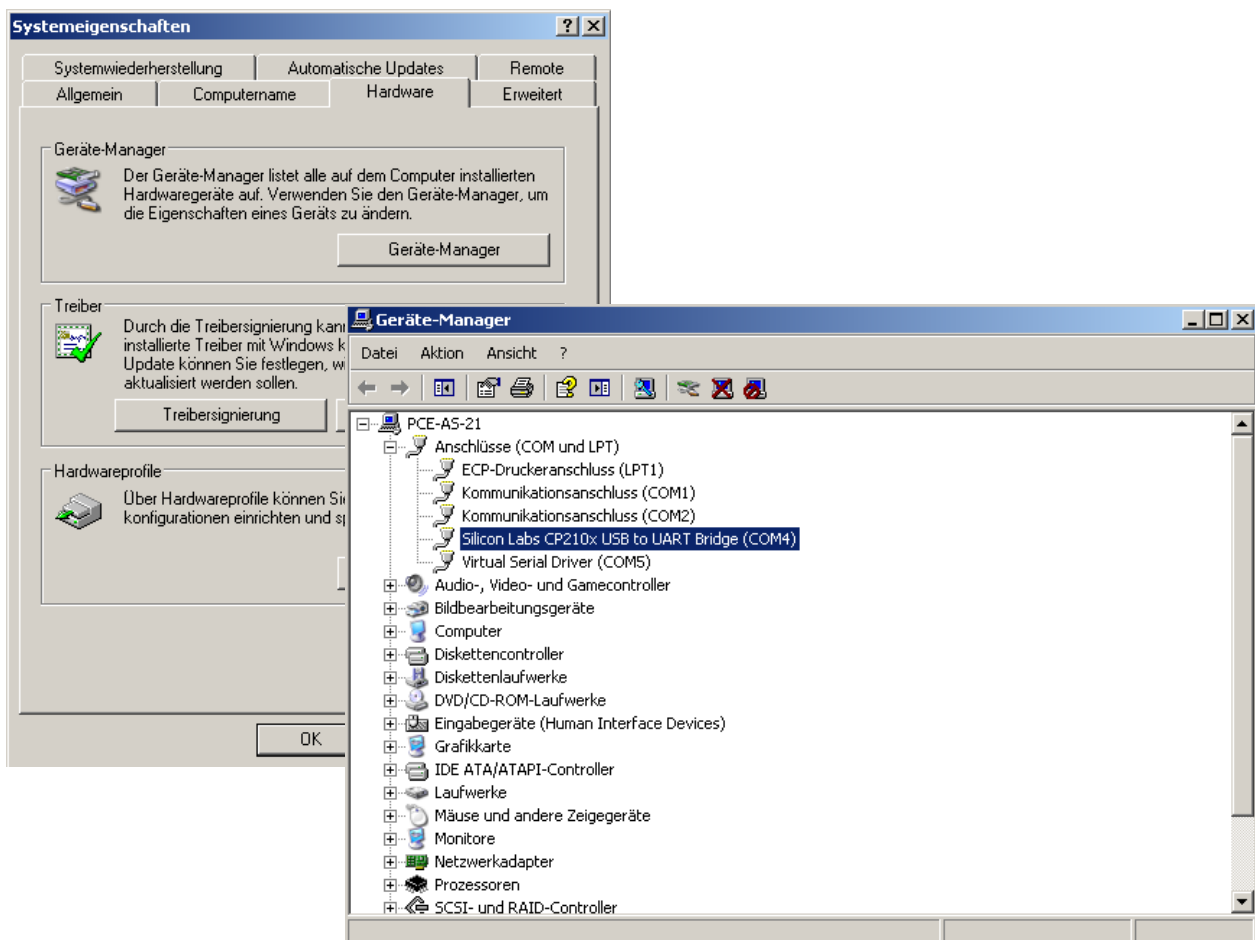 Systemeigenschaften
Systemwiederherstellung Automatische Updates Remote
Allgemein Computername Hardware Erweitert
Geräte-Manager
Der Geräte-Manager listet alle auf dem Computer installierten
Hardwaregeräte auf. Verwenden Sie den Geräte-Manager, um
die Eigenschaften eines Geräts zu ändern.
Geräte-Manager
Treiber
Durch die Treibersignierung kann
installierte Treiber mit Windows k
Update können Sie festlegen, wi
aktualisiert werden sollen.
Treibersignierung
Hardwareprofile
Über Hardwareprofile können Si
konfigurationen einrichten und sp
OK
Geräte-Manager
Datei Aktion Ansicht ?
PCE-AS-21
Anschlüsse (COM und LPT)
ECP-Druckeranschluss (LPT1)
Kommunikationsanschluss (COM1)
Kommunikationsanschluss (COM2)
Silicon Labs CP210x USB to UART Bridge (COM4)
Virtual Serial Driver (COM5)
Audio-, Video- und Gamecontroller
Bildbearbeitungsgeräte
Computer
Diskettencontroller
Diskettenlaufwerke
DVD/CD-ROM-Laufwerke
Eingabegeräte (Human Interface Devices)
Grafikkarte
IDE ATA/ATAPI-Controller
Laufwerke
Mäuse und andere Zeigegeräte
Monitore
Netzwerkadapter
Prozessoren
SCSI- und RAID-Controller